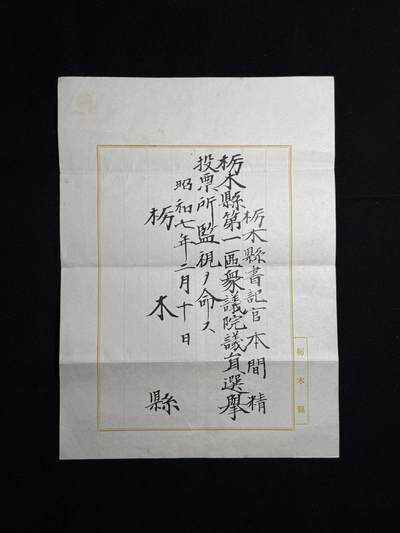 栃木縣書記官本間精
栃木縣第一區衆議院議員選擧
投票所監視ヲ命ス
昭和七年二月十日
栃木縣
栃木縣